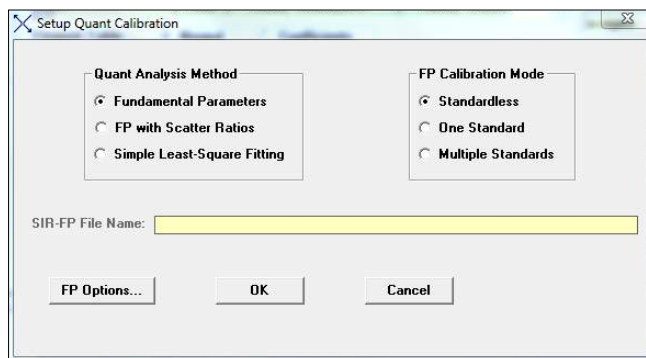 Setup Quant Calibration
Quant Analysis Method
Fundamental Parameters
FP with Scatter Ratios
Simple Least-Square Fitting
FP Calibration Mode
Standardless
One Standard
Multiple Standards
SIR-FP File Name:
FP Options...
OK
Cancel